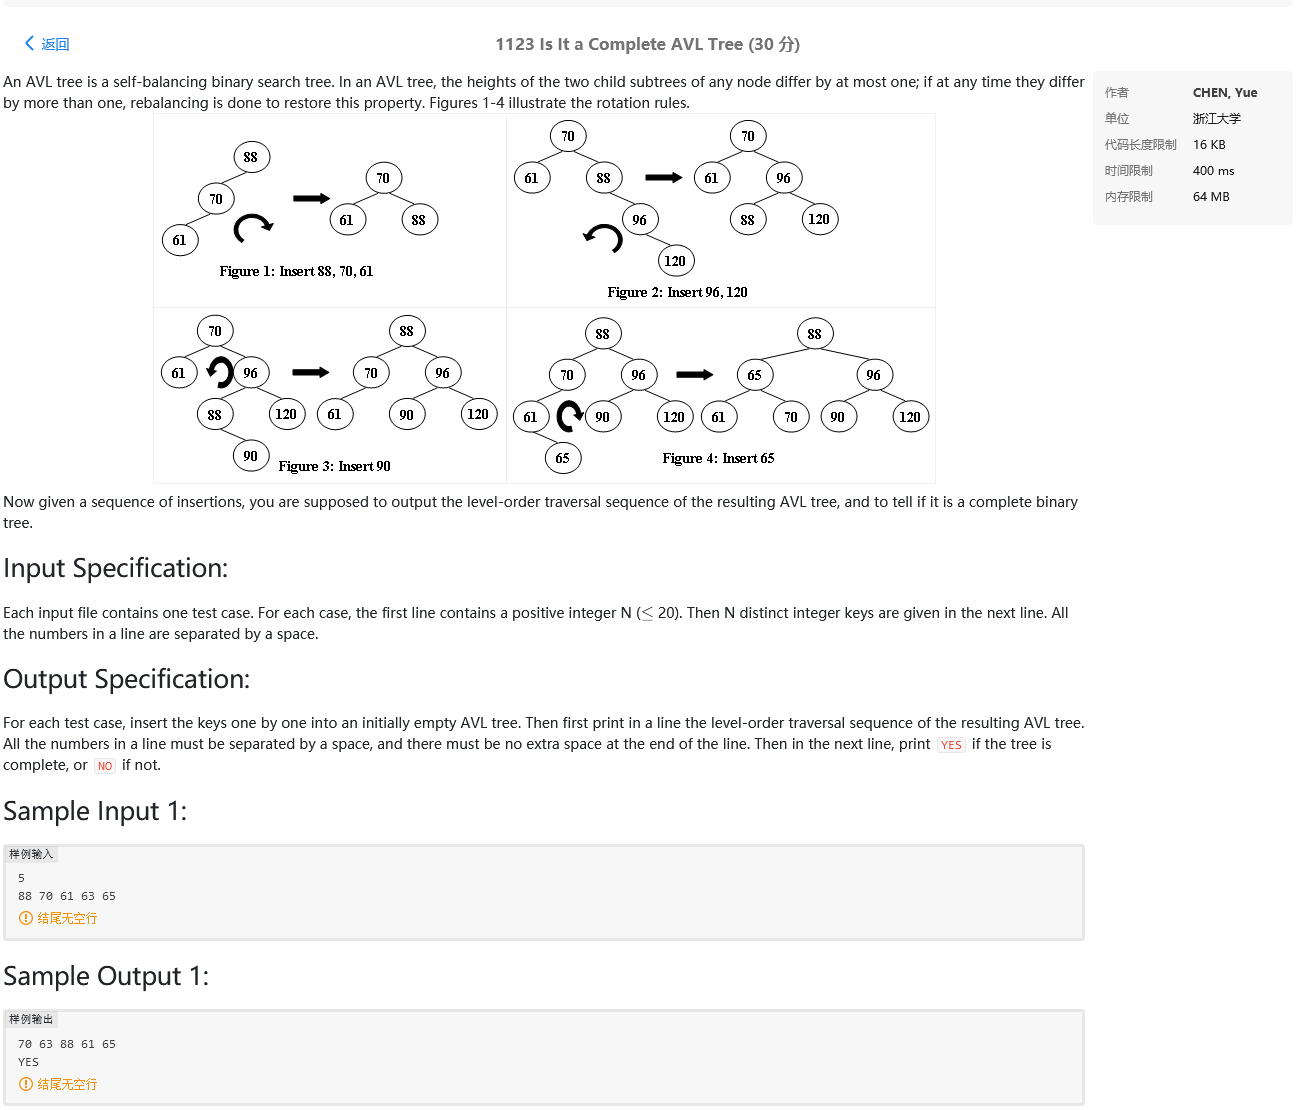 返回
1123 Is It a Complete AVL Tree (30 分)
An AVL tree is a self-balancing binary search tree. In an AVL tree, the heights of the two child subtrees of any node differ by at most one; if at any time they differ
by more than one, rebalancing is done to restore this property. Figures 1-4 illustrate the rotation rules.
作者 CHEN, Yue
单位 浙江大学
代码长度限制 16 KB
时间限制 400 ms
内存限制 64 MB
88
70
61
70
61 88
Figure 1: Insert 88, 70, 61
70
61 88
96
120
70
61 96
88 120
Figure 2: Insert 96, 120
70
61 96
88 120
90
88
70 96
61 90 120
Figure 3: Insert 90
88
70 96
61 90 120
65
88
65 96
61 70 90 120
Figure 4: Insert 65
Now given a sequence of insertions, you are supposed to output the level-order traversal sequence of the resulting AVL tree, and to tell if it is a complete binary
tree.
Input Specification:
Each input file contains one test case. For each case, the first line contains a positive integer N (≤ 20). Then N distinct integer keys are given in the next line. All
the numbers in a line are separated by a space.
Output Specification:
For each test case, insert the keys one by one into an initially empty AVL tree. Then first print in a line the level-order traversal sequence of the resulting AVL tree.
All the numbers in a line must be separated by a space, and there must be no extra space at the end of the line. Then in the next line, print YES if the tree is
complete, or NO if not.
Sample Input 1:
样例输入
5
88 70 61 63 65
结尾无空行
Sample Output 1:
样例输出
70 63 88 61 65
YES
结尾无空行